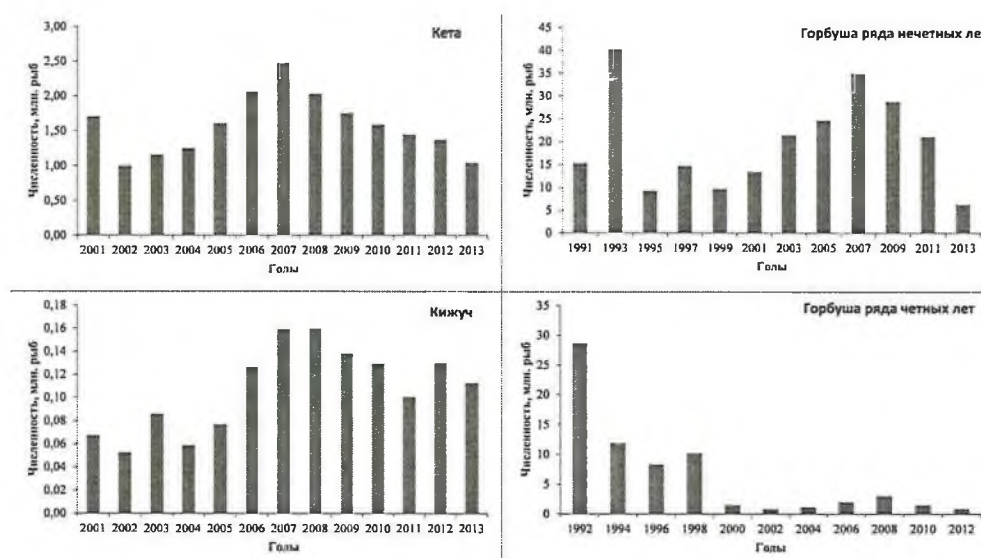 Кета
Численность, млн. рыб
3,00
2,50
2,00
1,50
1,00
0,50
0,00
2001 2002 2003 2004 2005 2006 2007 2008 2009 2010 2011 2012 2013
Годы
Горбуша ряда нечетных ле
Численность, млн. рыб
45
40
35
30
25
20
15
10
5
0
1991 1993 1995 1997 1999 2001 2003 2005 2007 2009 2011 2013
Годы
Кижуч
Численность, млн. рыб
0,18
0,16
0,14
0,12
0,10
0,08
0,06
0,04
0,02
0,00
2001 2002 2003 2004 2005 2006 2007 2008 2009 2010 2011 2012 2013
Годы
Горбуша ряда четных лет
Численность, млн. рыб
35
30
25
20
15
10
5
0
1992 1994 1996 1998 2000 2002 2004 2006 2008 2010 2012
Годы